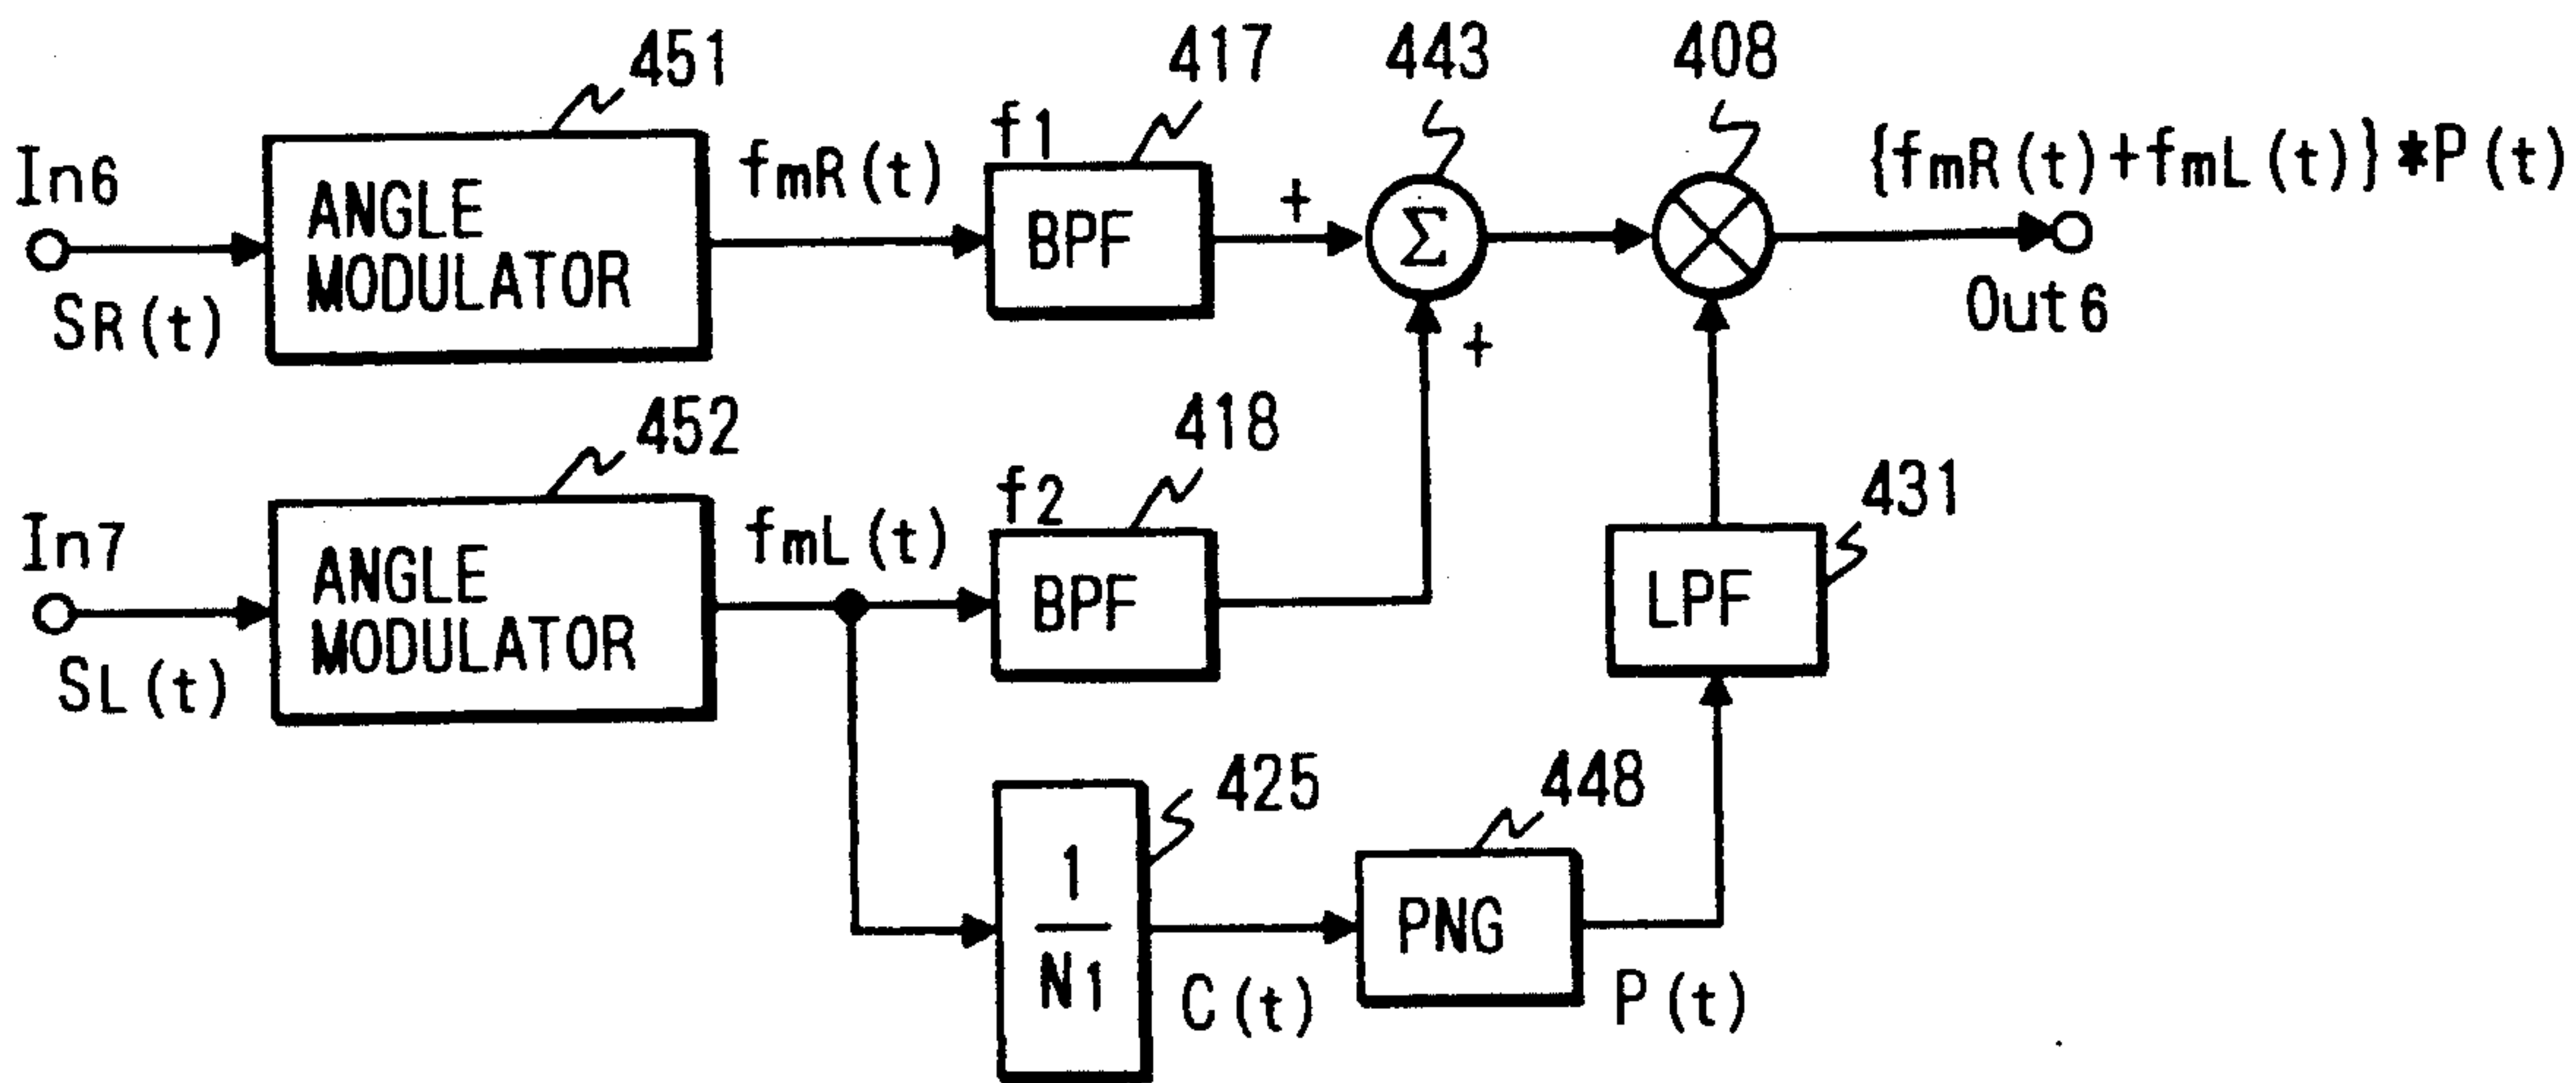 451
417
443
408
In6
ANGLE
MODULATOR
SR(t)
fmR(t)
f1
BPF
+
Σ
+
{fmR(t)+fmL(t)}*P(t)
Out6
452
418
431
In7
ANGLE
MODULATOR
SL(t)
fmL(t)
f2
BPF
LPF
425
448
1
N1
C(t)
PNG
P(t)